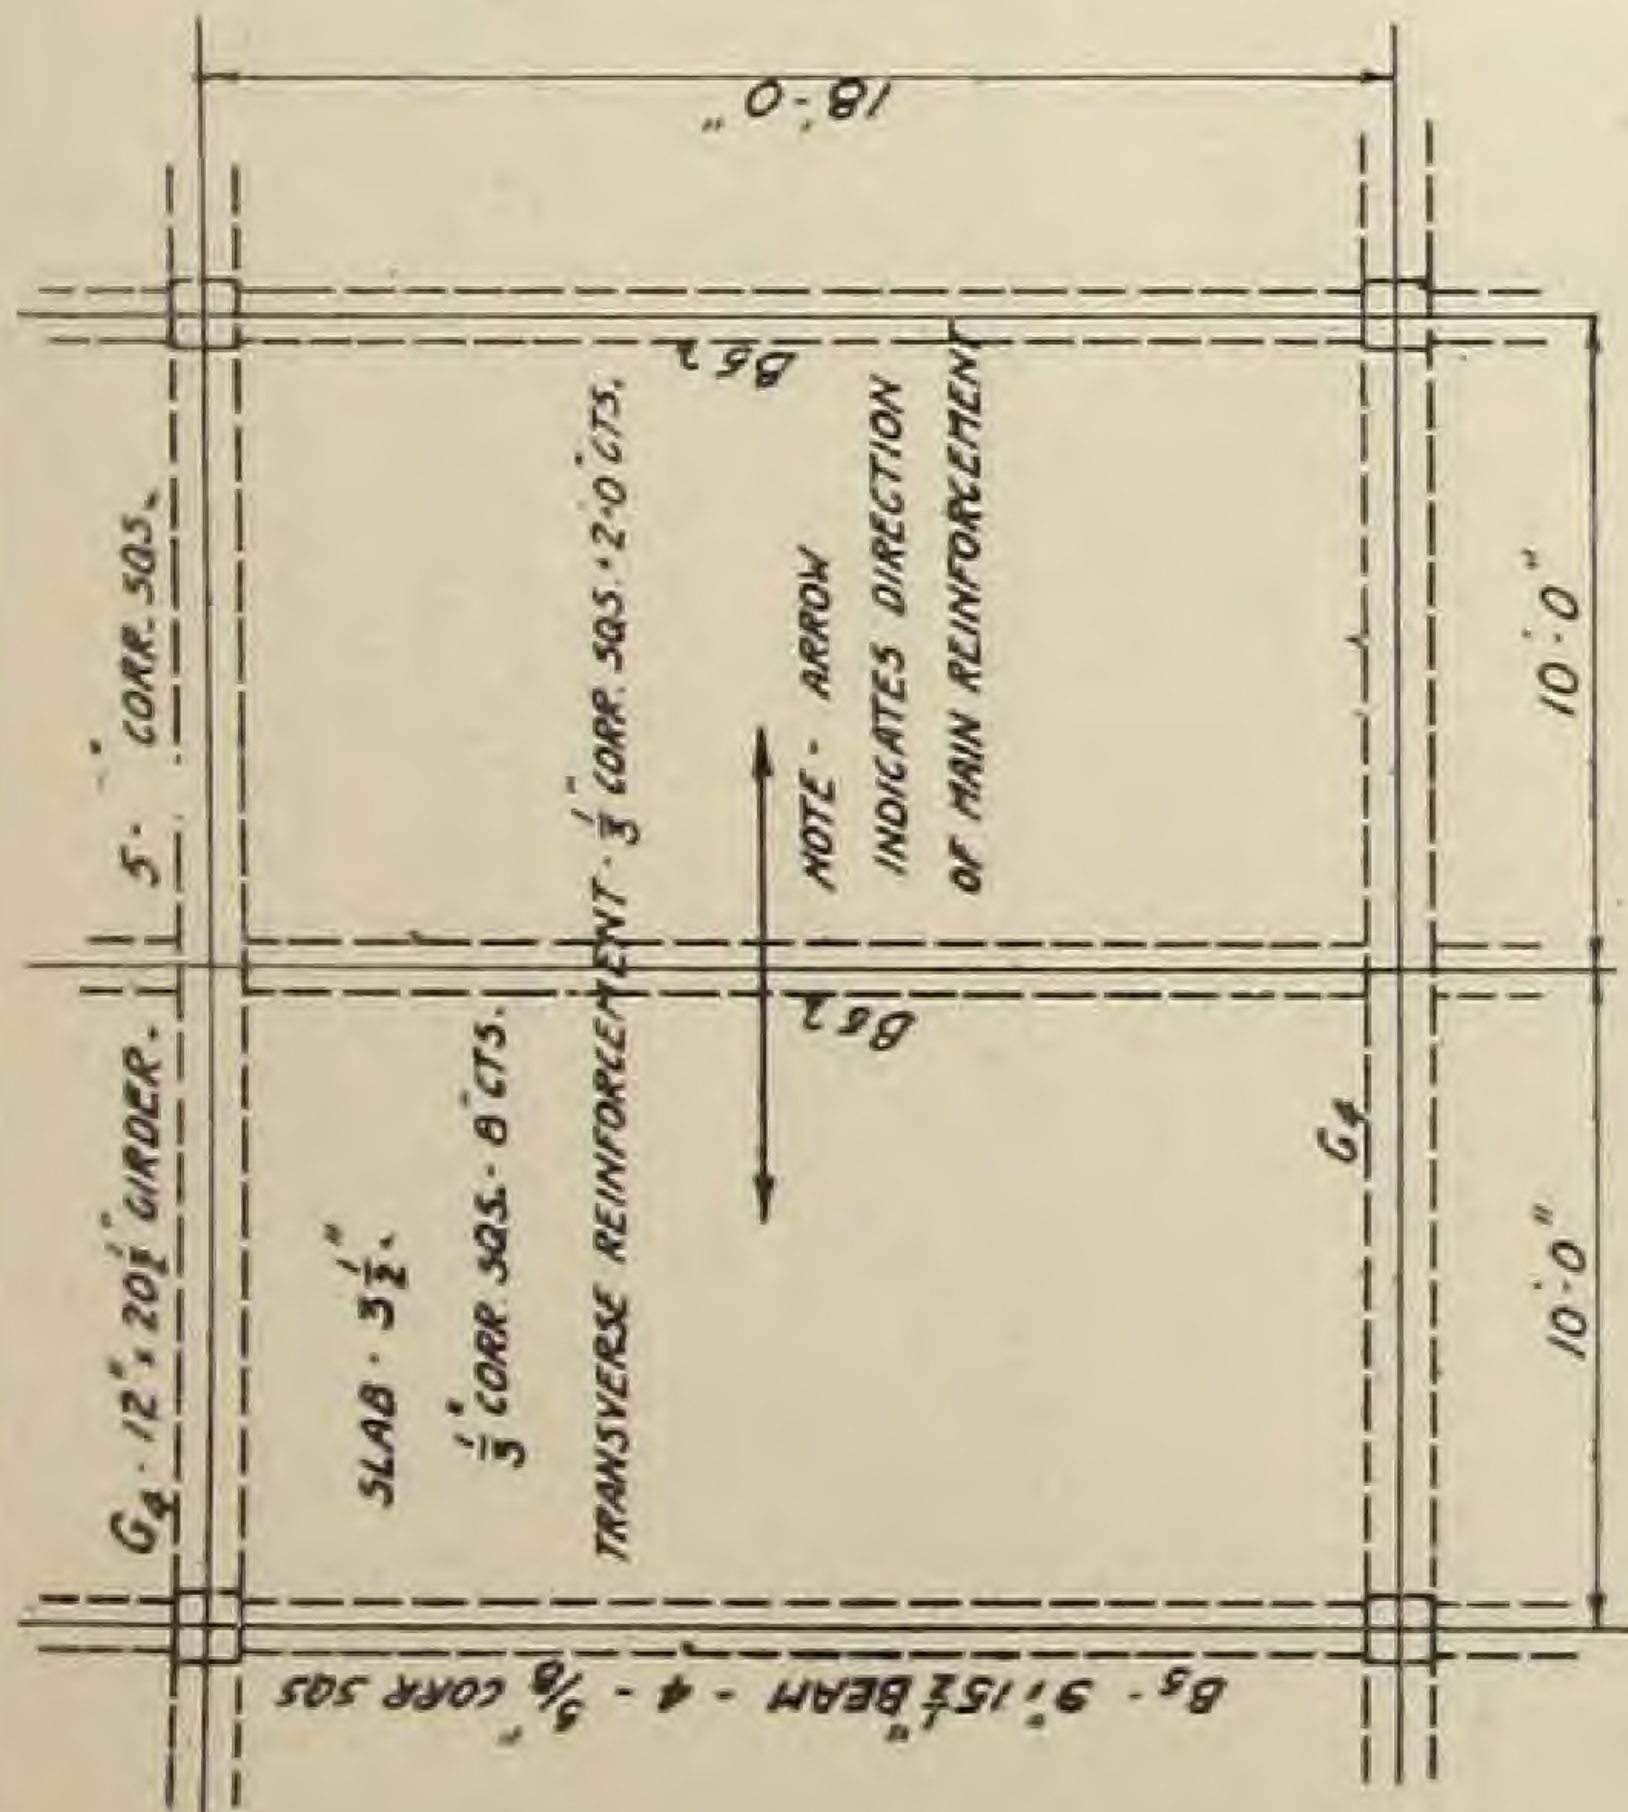 G4 - 12" x 20 1/2" GIRDER - 5 - " CORR. SQS.
SLAB - 3 1/2"
1/3" CORR. SQS. - 8" CTS.
TRANSVERSE REINFORCEMENT - 1/3" CORR. SQS. - 2'-0" CTS.
NOTE - ARROW
INDICATES DIRECTION
OF MAIN REINFORCEMENT
G4
10'-0"
10'-0"
18'-0"
B5
B5
B5 - 9" x 15 1/2" BEAM - 4 - 5/8" CORR SQS